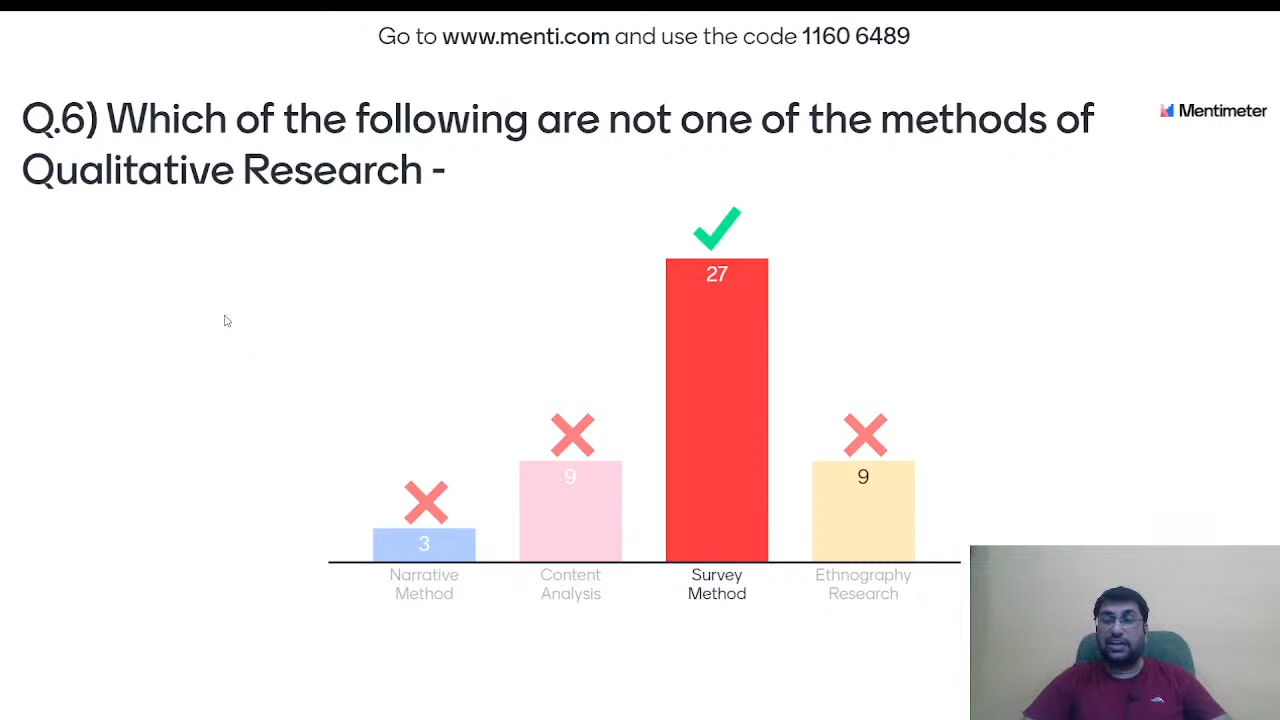 Go to www.menti.com and use the code 1160 6489
Q.6) Which of the following are not one of the methods of
Qualitative Research -
Mentimeter
27
9
9
3
Narrative
Method
Content
Analysis
Survey
Method
Ethnography
Research